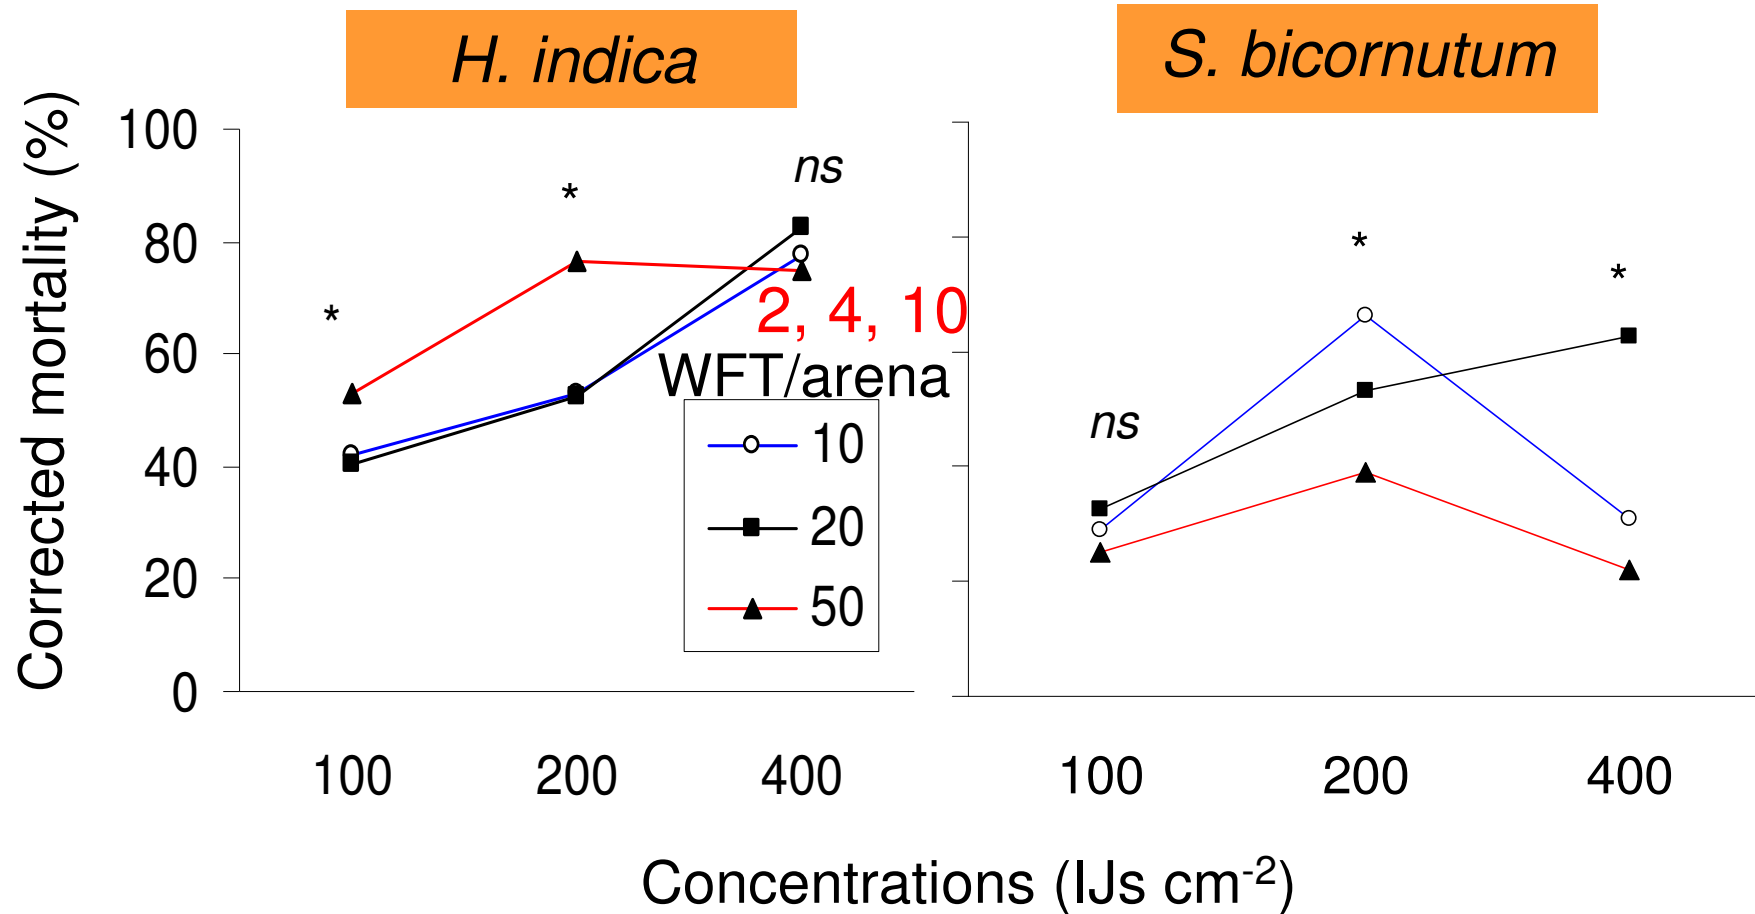 H. indica
S. bicornutum
Corrected mortality (%)
100
80
60
40
20
0
*
*
ns
2, 4, 10
WFT/arena
10
20
50
ns
*
*
100 200 400
100 200 400
Concentrations (IJs cm-2)